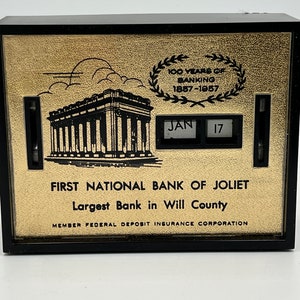 100 YEARS OF
BANKING
1857-1957
JAN 17
FIRST NATIONAL BANK OF JOLIET
Largest Bank in Will County
MEMBER FEDERAL DEPOSIT INSURANCE CORPORATION